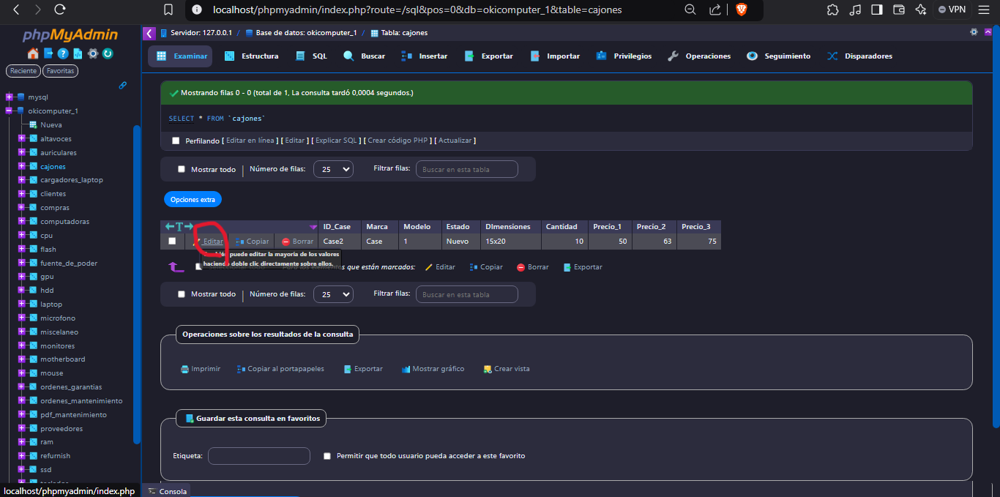 localhost/phpmyadmin/index.php?route=/sql&pos=0&db=okicomputer_1&table=cajones
VPN
phpMyAdmin
Reciente Favoritas
mysql
okicomputer_1
Nueva
altavoces
auriculares
cajones
cargadores_laptop
clientes
compras
computadoras
cpu
flash
fuente_de_poder
gpu
hdd
laptop
microfono
miscelaneo
monitores
motherboard
mouse
ordenes_garantias
ordenes_mantenimiento
pdf_mantenimiento
proveedores
ram
refurnish
ssd
localhost/phpmyadmin/index.php
Servidor: 127.0.0.1 / Base de datos: okicomputer_1 / Tabla: cajones
Examinar Estructura SQL Buscar Insertar Exportar Importar Privilegios Operaciones Seguimiento Disparadores
Mostrando filas 0 - 0 (total de 1, La consulta tardó 0,0004 segundos.)
SELECT * FROM `cajones`
Perfilando [ Editar en línea ] [ Editar ] [ Explicar SQL ] [ Crear código PHP ] [ Actualizar ]
Mostrar todo | Número de filas: 25 Filtrar filas: Buscar en esta tabla
Opciones extra
←T→ ID_Case Marca Modelo Estado DImensiones Cantidad Precio_1 Precio_2 Precio_3
Editar Copiar Borrar Case2 Case 1 Nuevo 15x20 10 50 63 75
puede editar la mayoría de los valores
haciendo doble clic directamente sobre ellos.
que están marcados: Editar Copiar Borrar Exportar
Mostrar todo | Número de filas: 25 Filtrar filas: Buscar en esta tabla
Operaciones sobre los resultados de la consulta
Imprimir Copiar al portapapeles Exportar Mostrar gráfico Crear vista
Guardar esta consulta en favoritos
Etiqueta: Permitir que todo usuario pueda acceder a este favorito
Consola